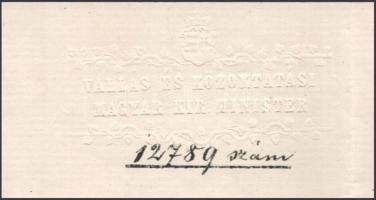 VALLÁS ÉS KÖZOKTATÁSI
MAGYAR KIR. MINISTER
12789 szám